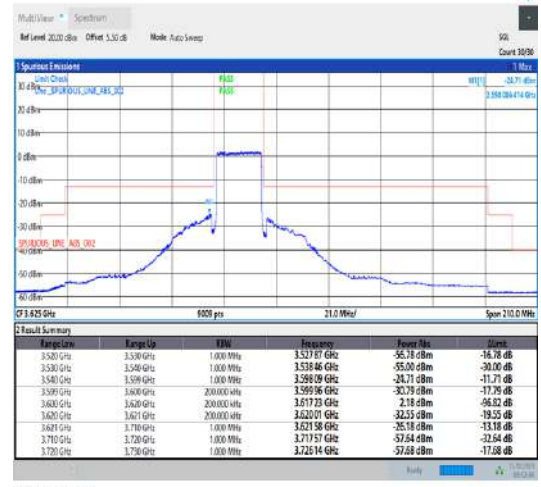 MultiView Spectrum
Ref Level 20.00 dBm Offset 5.50 dB Mode Auto Sweep SGL
Count 30/30
1 Spurious Emissions 1 Max
Limit Check PASS M1[1] -24.71 dBm
30 dBm Line _SPURIOUS_LINE_ABS_002 PASS
20 dBm
10 dBm
0 dBm
-10 dBm
-20 dBm
-30 dBm
_SPURIOUS_LINE_ABS_002
-40 dBm
-50 dBm
-60 dBm
CF 3.625 GHz 9009 pts 21.0 MHz/ Span 210.0 MHz
2 Result Summary
Range Low Range Up RBW Frequency Power Abs ΔLimit
3.520 GHz 3.530 GHz 1.000 MHz 3.527 87 GHz -56.78 dBm -16.78 dB
3.530 GHz 3.540 GHz 1.000 MHz 3.538 46 GHz -55.00 dBm -30.00 dB
3.540 GHz 3.599 GHz 1.000 MHz 3.598 09 GHz -24.71 dBm -11.71 dB
3.599 GHz 3.600 GHz 200.000 kHz 3.599 96 GHz -30.79 dBm -17.79 dB
3.600 GHz 3.620 GHz 200.000 kHz 3.617 23 GHz 2.18 dBm -96.82 dB
3.620 GHz 3.621 GHz 200.000 kHz 3.620 01 GHz -32.55 dBm -19.55 dB
3.621 GHz 3.710 GHz 1.000 MHz 3.621 58 GHz -26.18 dBm -13.18 dB
3.710 GHz 3.720 GHz 1.000 MHz 3.717 57 GHz -57.64 dBm -32.64 dB
3.720 GHz 3.730 GHz 1.000 MHz 3.726 14 GHz -57.68 dBm -17.68 dB
Ready